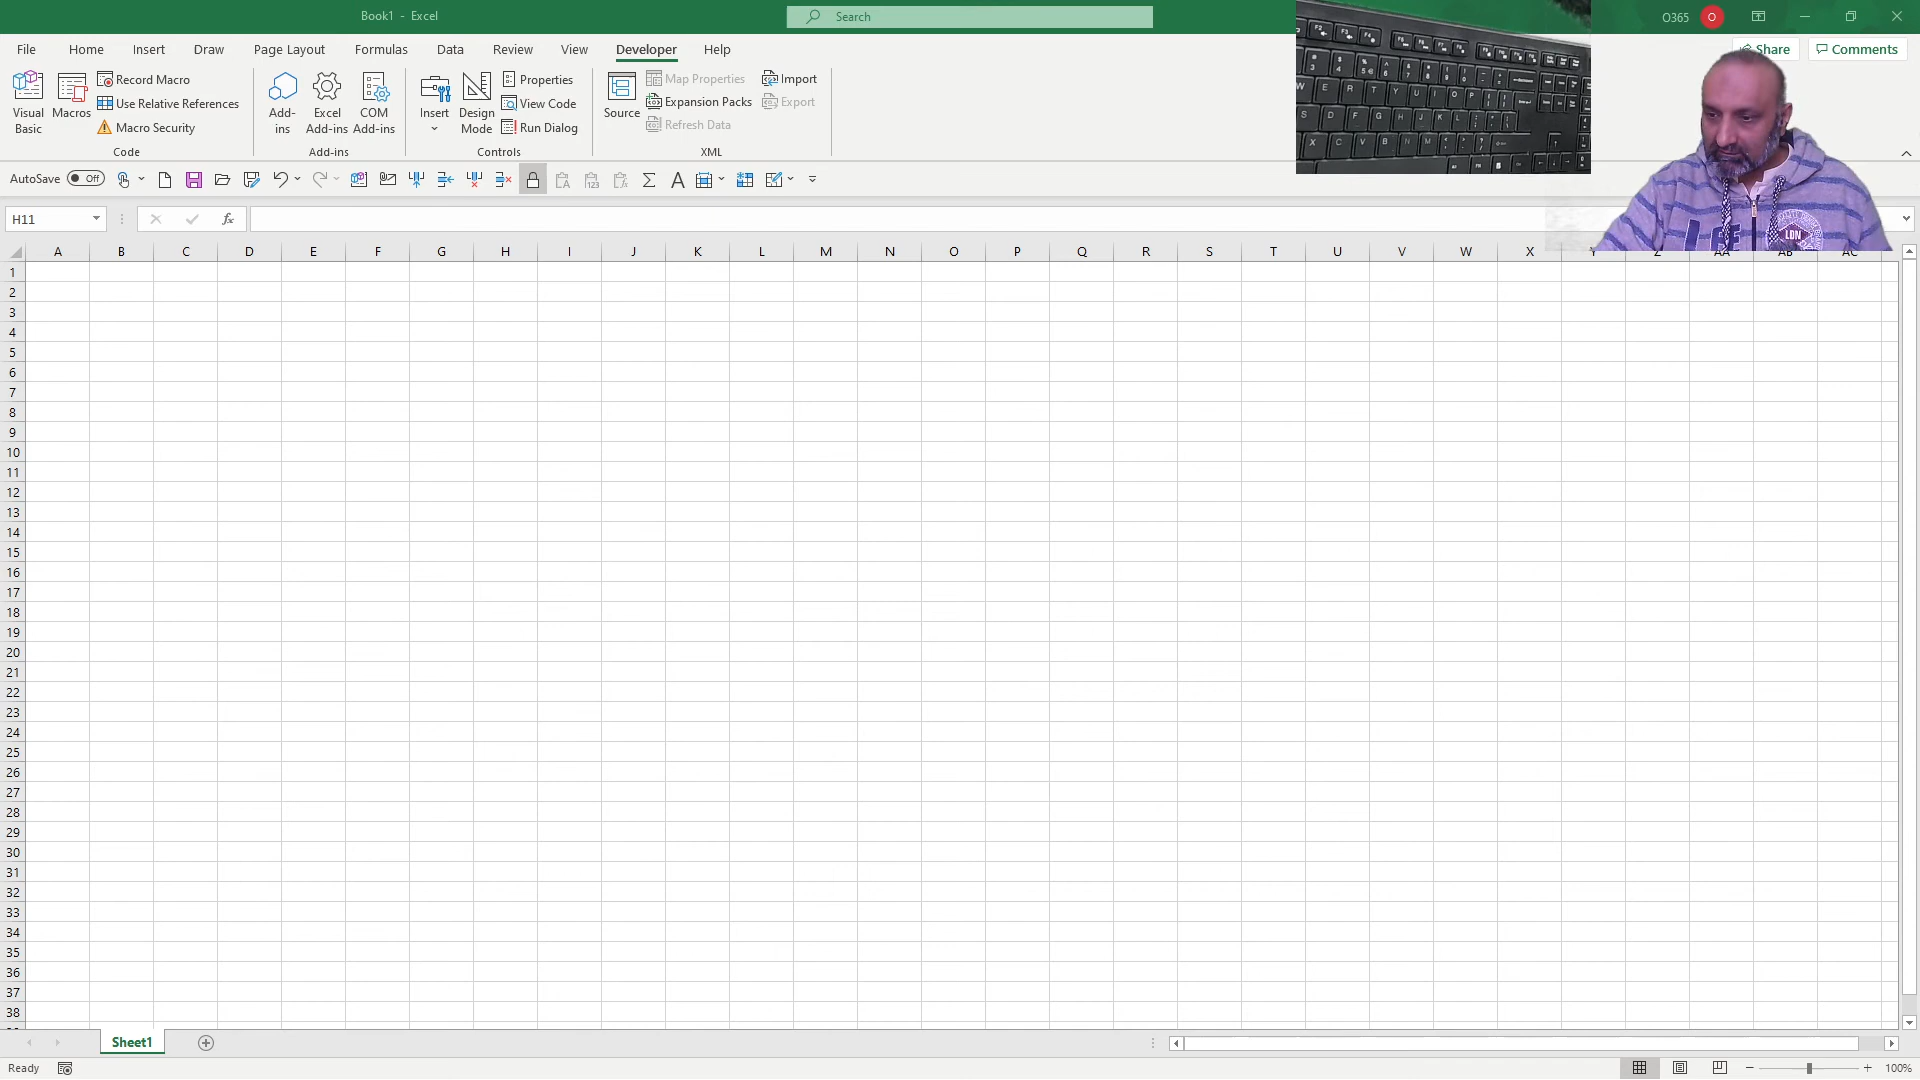 Book1 - Excel
Search
O365
O
File Home Insert Draw Page Layout Formulas Data Review View Developer Help
Share
Comments
Visual Basic
Macros
Record Macro
Use Relative References
Macro Security
Code
Add-ins
Excel Add-ins
COM Add-ins
Add-ins
Insert
Design Mode
Properties
View Code
Run Dialog
Controls
Source
Map Properties
Expansion Packs
Refresh Data
Import
Export
XML
AutoSave Off
H11
fx
LDN
A B C D E F G H I J K L M N O P Q R S T U V W X Y Z AA AB AC
1
2
3
4
5
6
7
8
9
10
11
12
13
14
15
16
17
18
19
20
21
22
23
24
25
26
27
28
29
30
31
32
33
34
35
36
37
38
Sheet1
Ready
100%